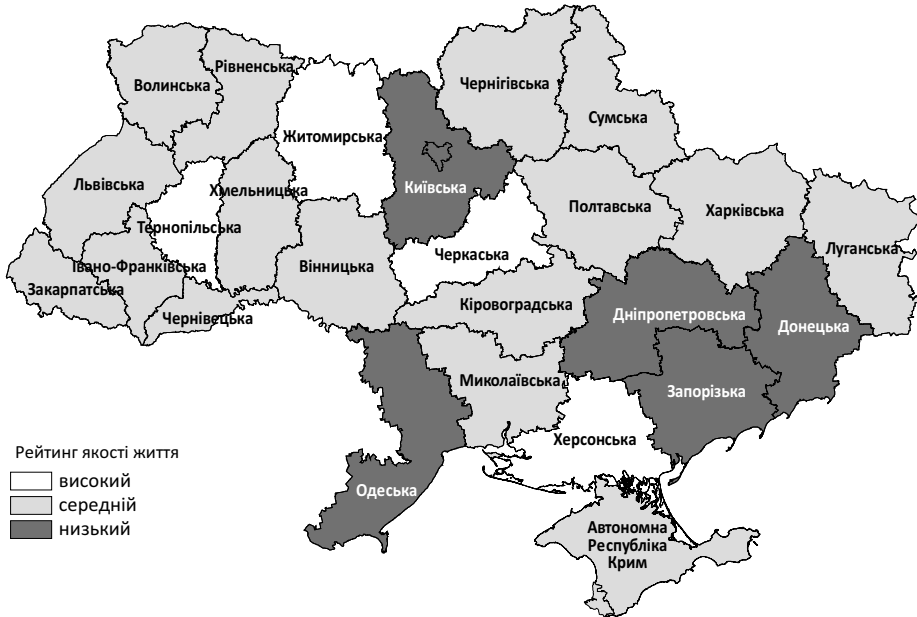 Рівненська
Волинська
Чернігівська
Сумська
Житомирська
Львівська
Хмельницька
Київська
Тернопільська
Полтавська
Харківська
Луганська
Івано-Франківська
Вінницька
Черкаська
Закарпатська
Чернівецька
Кіровоградська
Дніпропетровська
Донецька
Миколаївська
Запорізька
Херсонська
Одеська
Автономна
Республіка
Крим
Рейтинг якості життя
високий
середній
низький